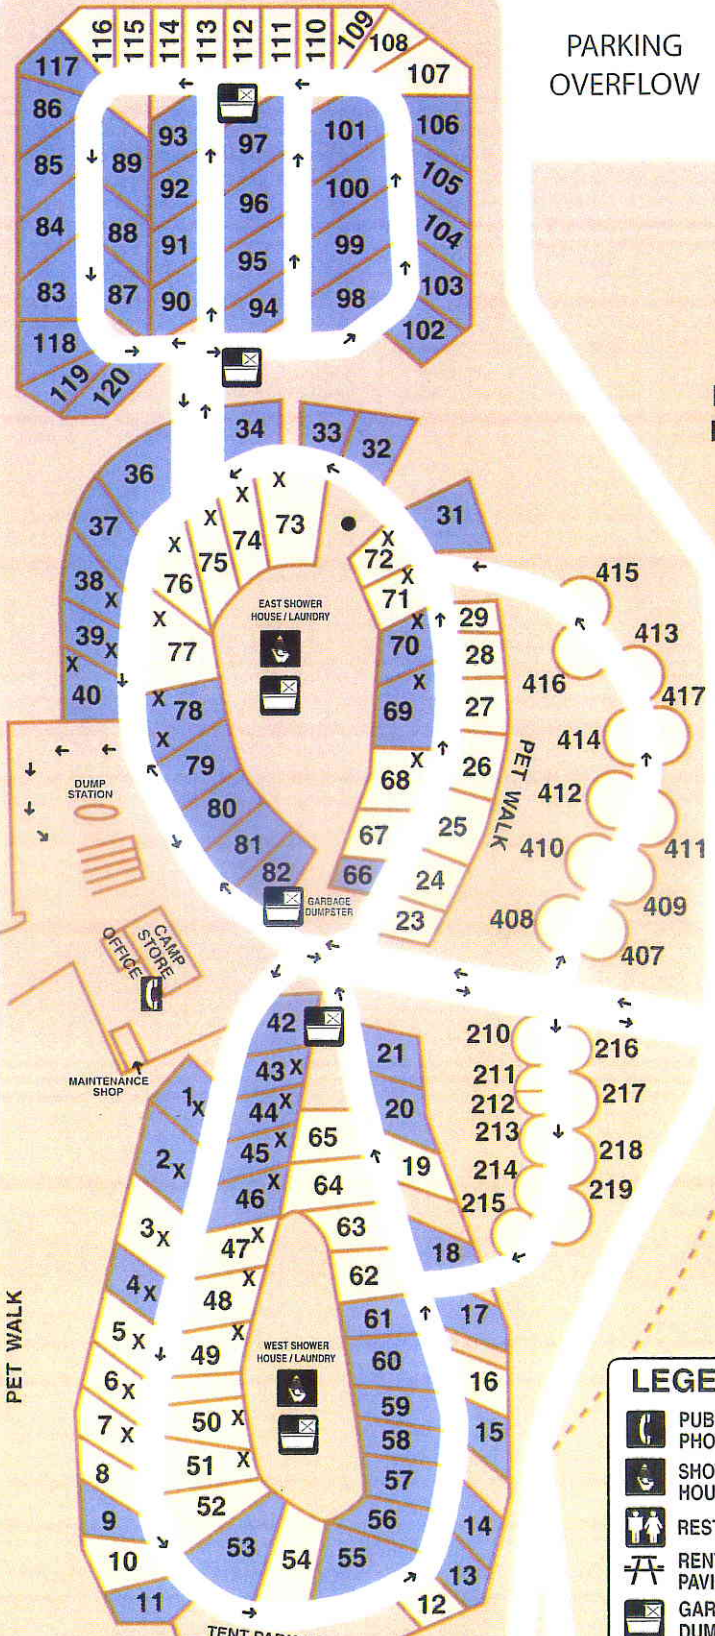 116 115 114 113 112 111 110 109 108
107
PARKING
OVERFLOW
117
86 93 97 101 106
85 89 92 96 100 105
84 88 91 95 99 104
83 87 90 94 98 103
118 102
119 120
34 33 32
36 31
37 X X X 73
38 X 76 X 75 74 72 X
39 X X 77 71 X
40 X
EAST SHOWER
HOUSE / LAUNDRY
70 X 29
28
69 X 27
68 X 26
67 25
66 24
23
78 X
79 X
80
81
82
PET WALK
415
413
416
417
414
412
411
410
409
408
407
DUMP
STATION
GARBAGE
DUMPSTER
CAMP
STORE
OFFICE
MAINTENANCE
SHOP
42 21
43 X 20
44 X
45 X 65 19
46 X 64
47 X 63 18
48 X 62
49 X 61 17
50 X 60 16
51 X 59 15
52 58
53 57
54 56 14
55 13
12
1 X
2 X
3 X
4 X
5 X
6 X
7 X
8
9
10
11
210 216
211 217
212
213 218
214 219
215
WEST SHOWER
HOUSE / LAUNDRY
PET WALK
LEGE
PUB
PHO
SHO
HOU
REST
RENT
PAVI
GAR
DUM